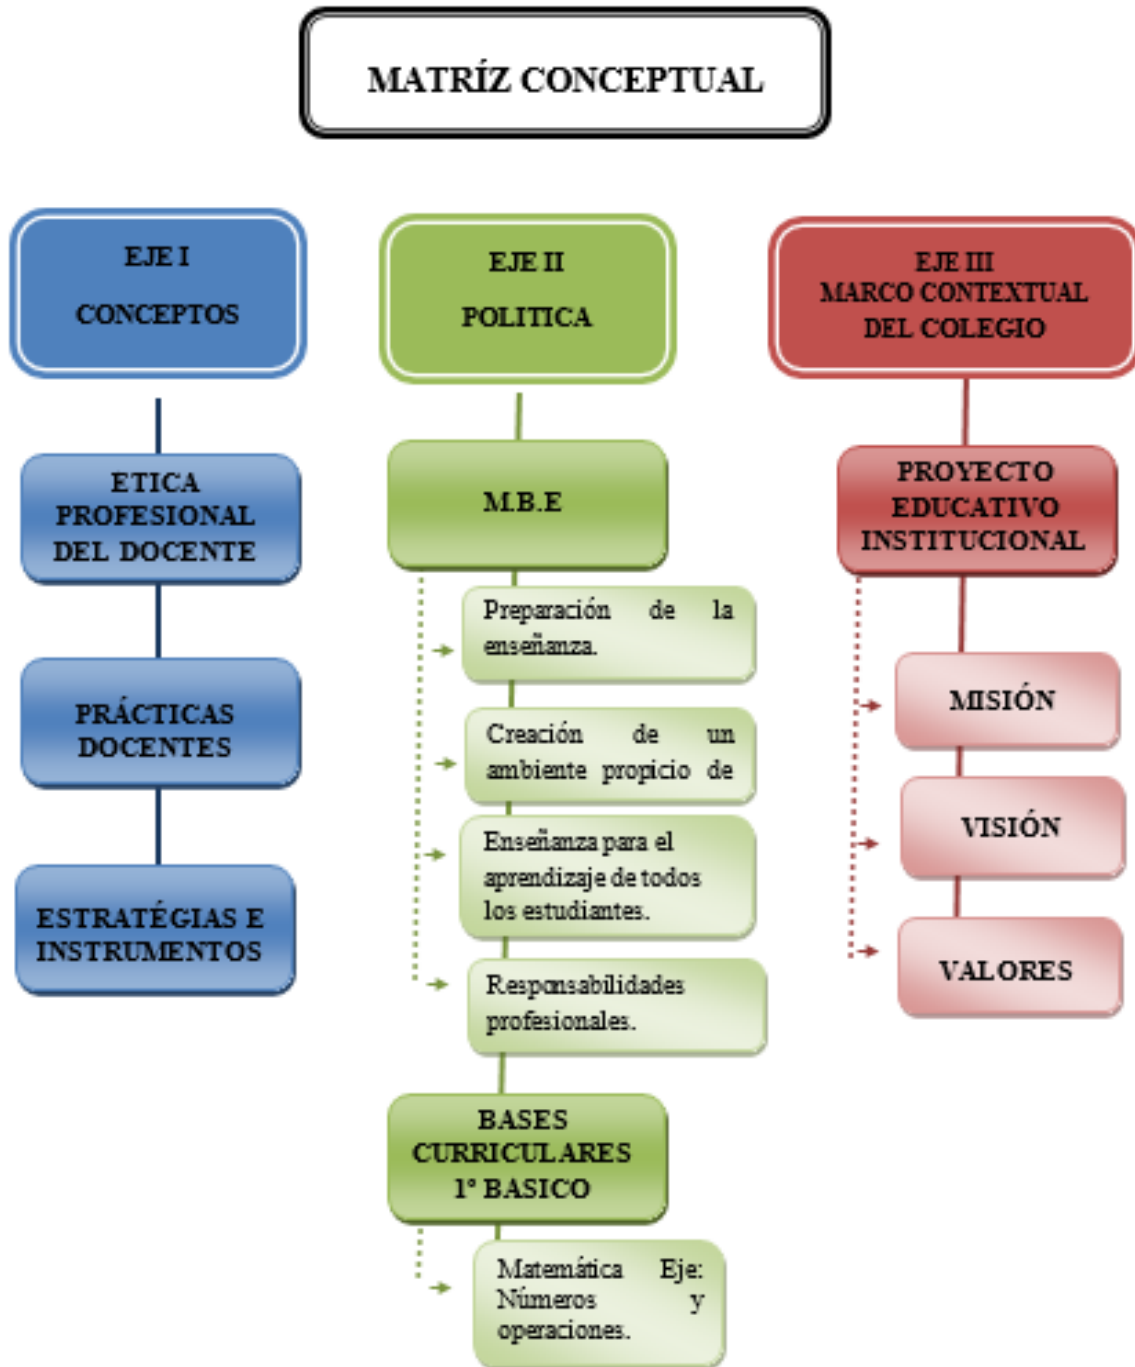 MATRÍZ CONCEPTUAL
EJE I
CONCEPTOS
ETICA
PROFESIONAL
DEL DOCENTE
PRÁCTICAS
DOCENTES
ESTRATÉGIAS E
INSTRUMENTOS
EJE II
POLITICA
M.B.E
Preparación de la
enseñanza.
Creación de un
ambiente propicio de
Enseñanza para el
aprendizaje de todos
los estudiantes.
Responsabilidades
profesionales.
BASES
CURRICULARES
1º BASICO
Matemática Eje:
Números y
operaciones.
EJE III
MARCO CONTEXTUAL
DEL COLEGIO
PROYECTO
EDUCATIVO
INSTITUCIONAL
MISIÓN
VISIÓN
VALORES